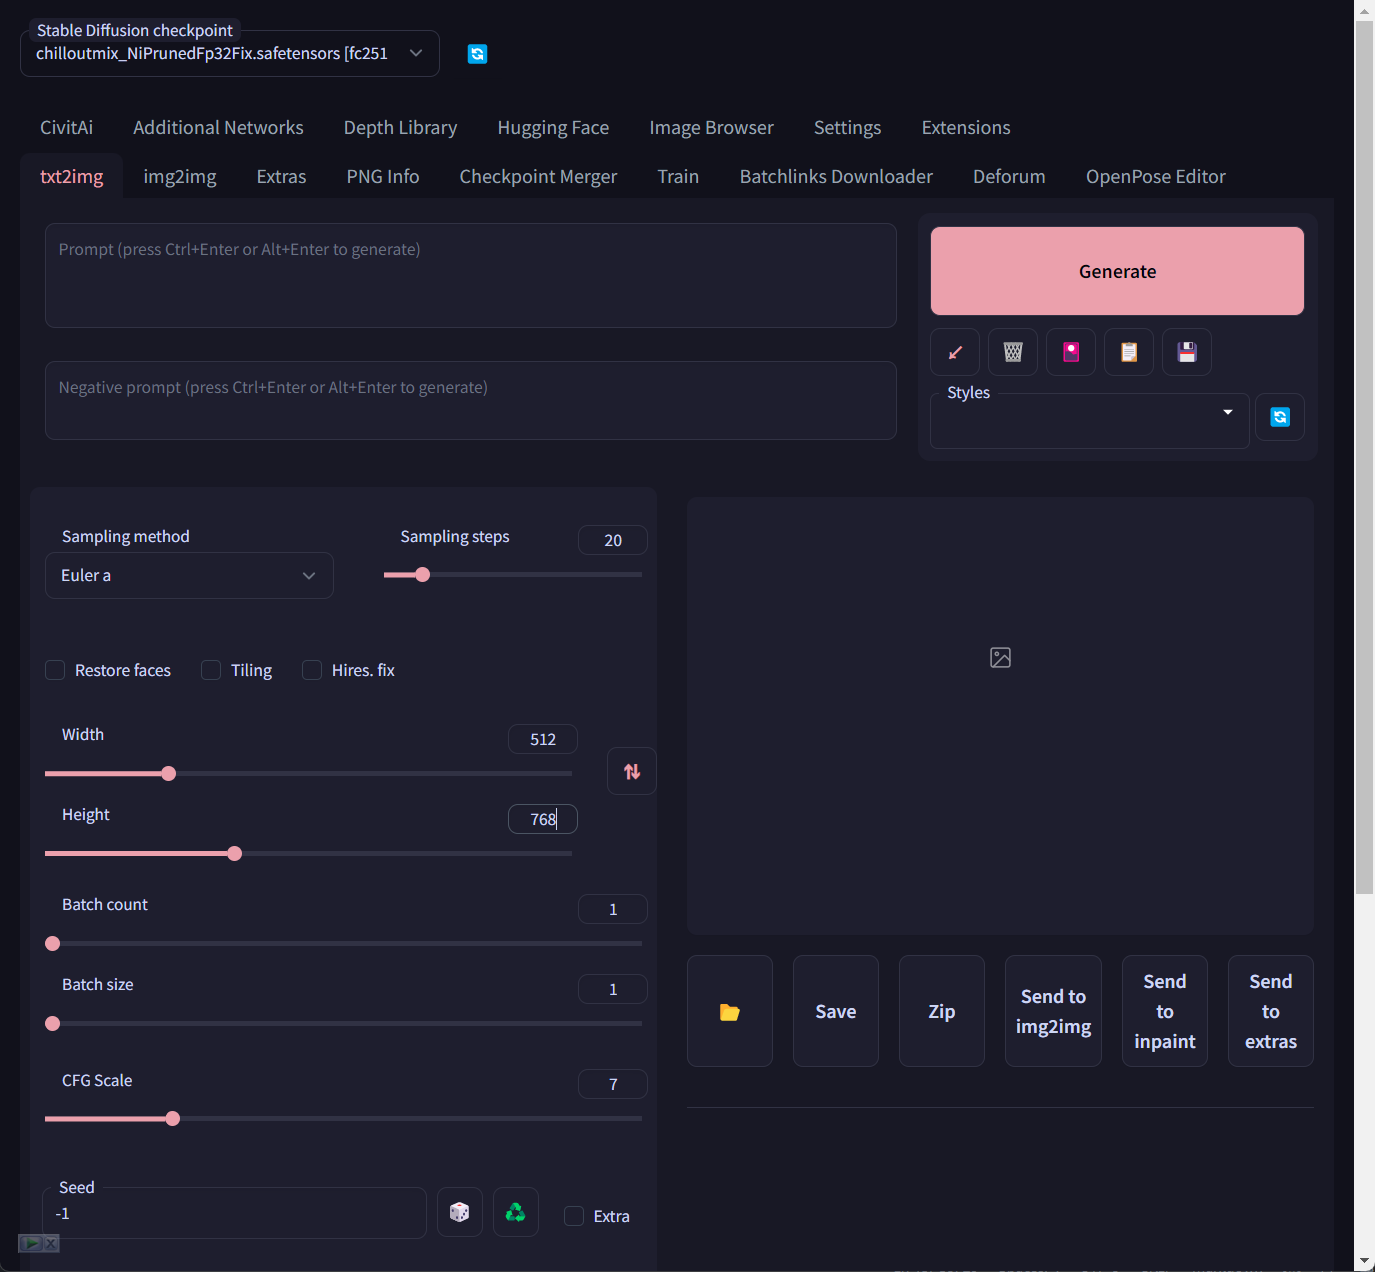 Stable Diffusion checkpoint
chilloutmix_NiPrunedFp32Fix.safetensors [fc251
CivitAi Additional Networks Depth Library Hugging Face Image Browser Settings Extensions
txt2img img2img Extras PNG Info Checkpoint Merger Train Batchlinks Downloader Deforum OpenPose Editor
Prompt (press Ctrl+Enter or Alt+Enter to generate)
Generate
Negative prompt (press Ctrl+Enter or Alt+Enter to generate)
Styles
Sampling method
Euler a
Sampling steps
20
Restore faces Tiling Hires. fix
Width
512
Height
768
Batch count
1
Batch size
1
CFG Scale
7
Seed
-1
Extra
Save
Zip
Send to
img2img
Send
to
inpaint
Send
to
extras